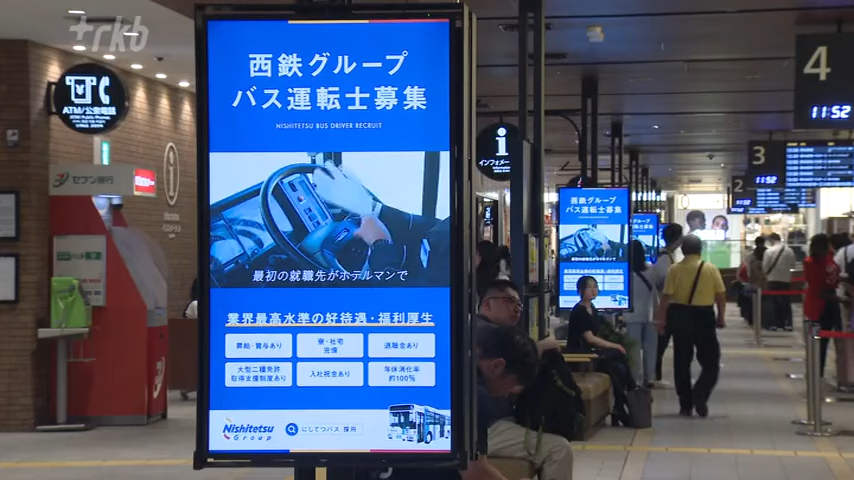 +rkb
西鉄グループ
バス運転士募集
NISHITETSU BUS DRIVER RECRUIT
最初の就職先がホテルマンで
業界最高水準の好待遇・福利厚生
昇給・賞与あり
寮・社宅
完備
退職金あり
大型二種免許
取得支援制度あり
入社祝金あり
年休消化率
約100%
Nishitetsu
Group
にしてつバス 採用
ATM/公衆電話
ATM/Public Phones
セブン銀行
i
インフォメー
西鉄グループ
バス運転士募集
4
11:52
3
11:52
2
11:52